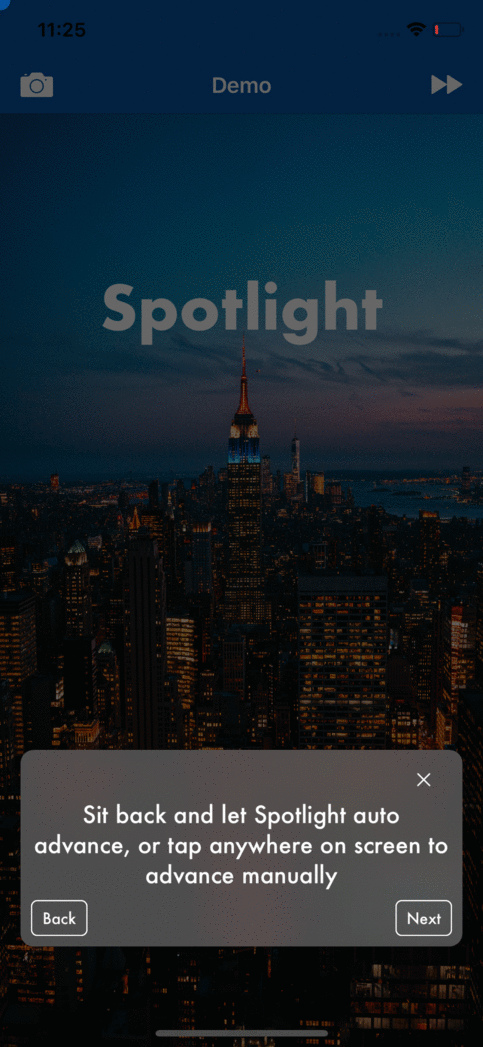 11:25
Demo
Spotlight
Sit back and let Spotlight auto
advance, or tap anywhere on screen to
advance manually
Back
Next